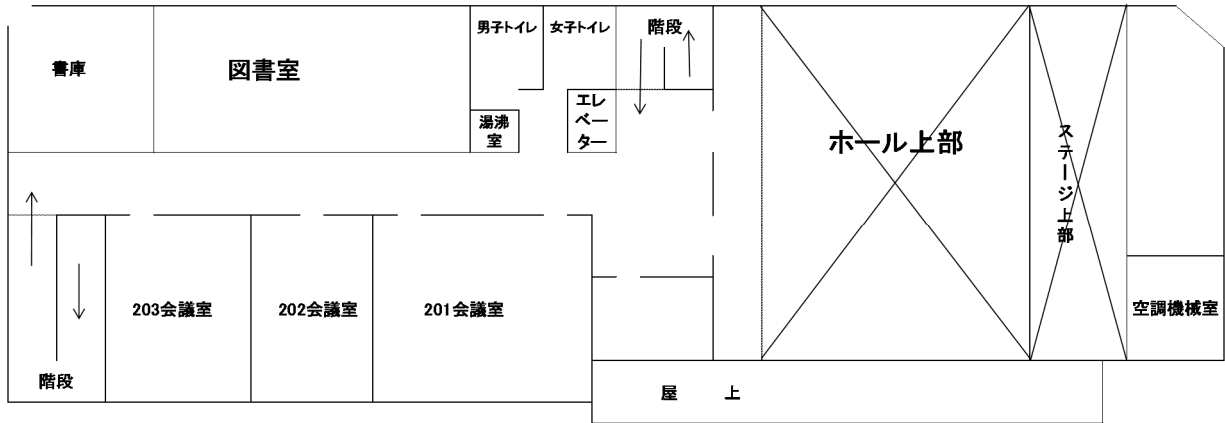 男子トイレ
女子トイレ
階段
書庫
図書室
湯沸
室
エレ
ベー
ター
ホール上部
ステージ上部
203会議室
202会議室
201会議室
空調機械室
階段
屋　上